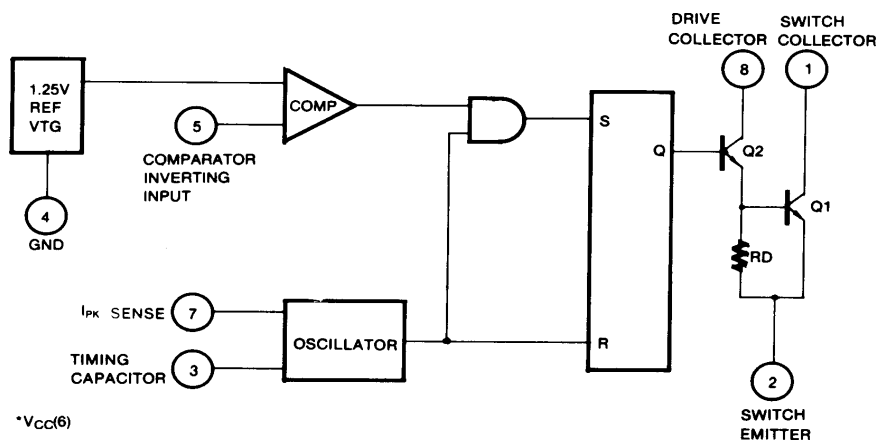 DRIVE
COLLECTOR
SWITCH
COLLECTOR
8
1
1.25V
REF
VTG
COMP
5
COMPARATOR
INVERTING
INPUT
S
Q
Q2
4
GND
Q1
RD
IPK SENSE
7
OSCILLATOR
R
TIMING
CAPACITOR
3
2
*VCC(6)
SWITCH
EMITTER